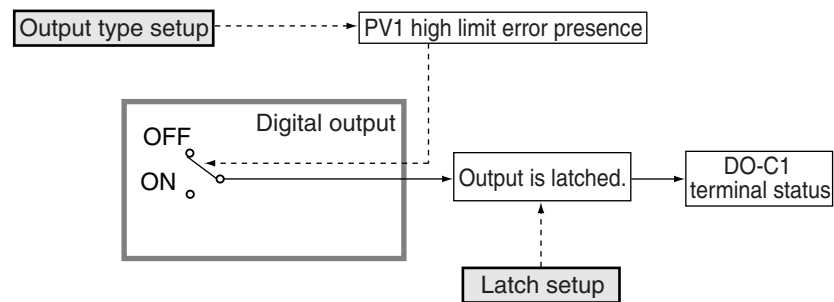 Output type setup
PV1 high limit error presence
Digital output
OFF
ON
Output is latched.
DO-C1
terminal status
Latch setup